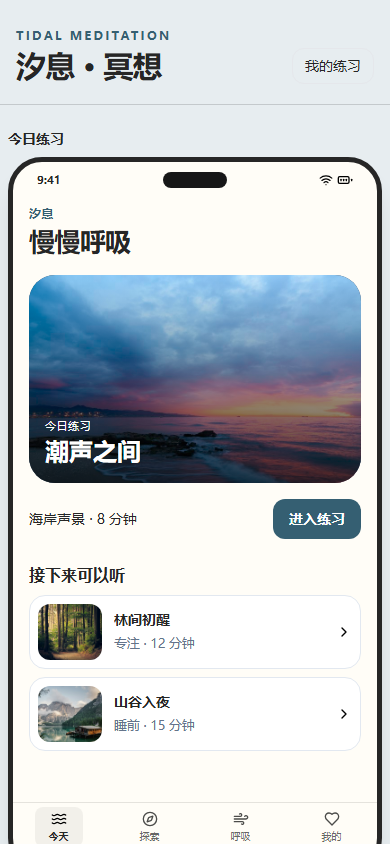 TIDAL MEDITATION
汐息 • 冥想
我的练习
今日练习
9:41
汐息
慢慢呼吸
今日练习
潮声之间
海岸声景 · 8 分钟
进入练习
接下来可以听
林间初醒
专注 · 12 分钟
山谷入夜
睡前 · 15 分钟
今天
探索
呼吸
我的